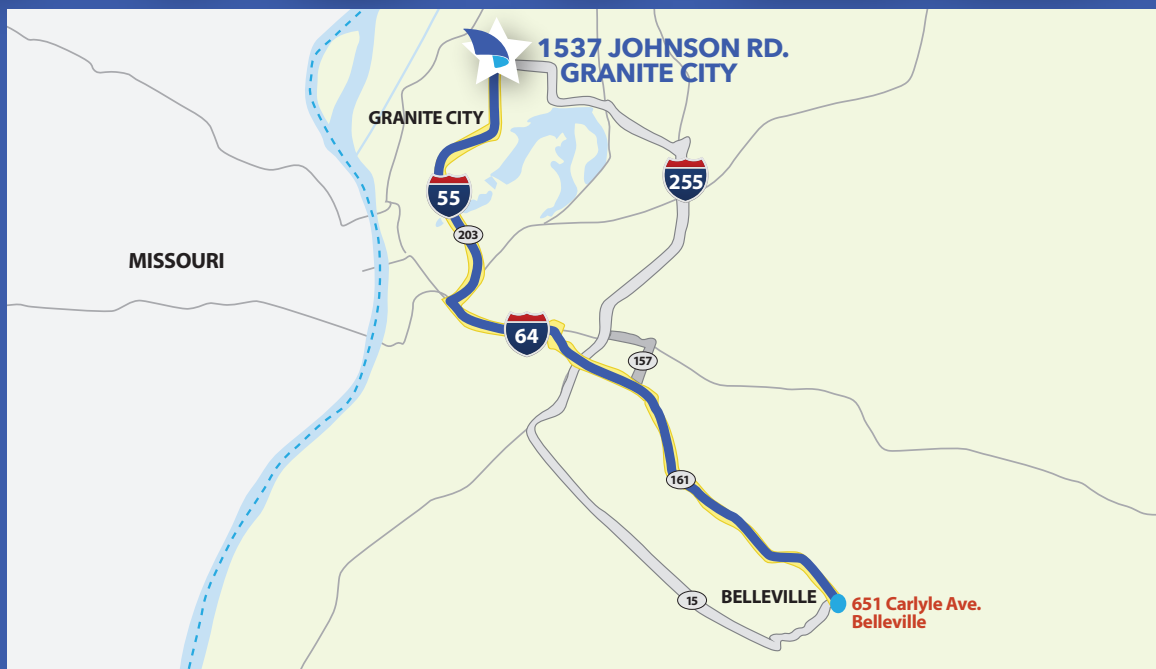 1537 JOHNSON RD.
GRANITE CITY
GRANITE CITY
55
255
203
MISSOURI
64
157
161
15
BELLEVILLE
651 Carlyle Ave.
Belleville